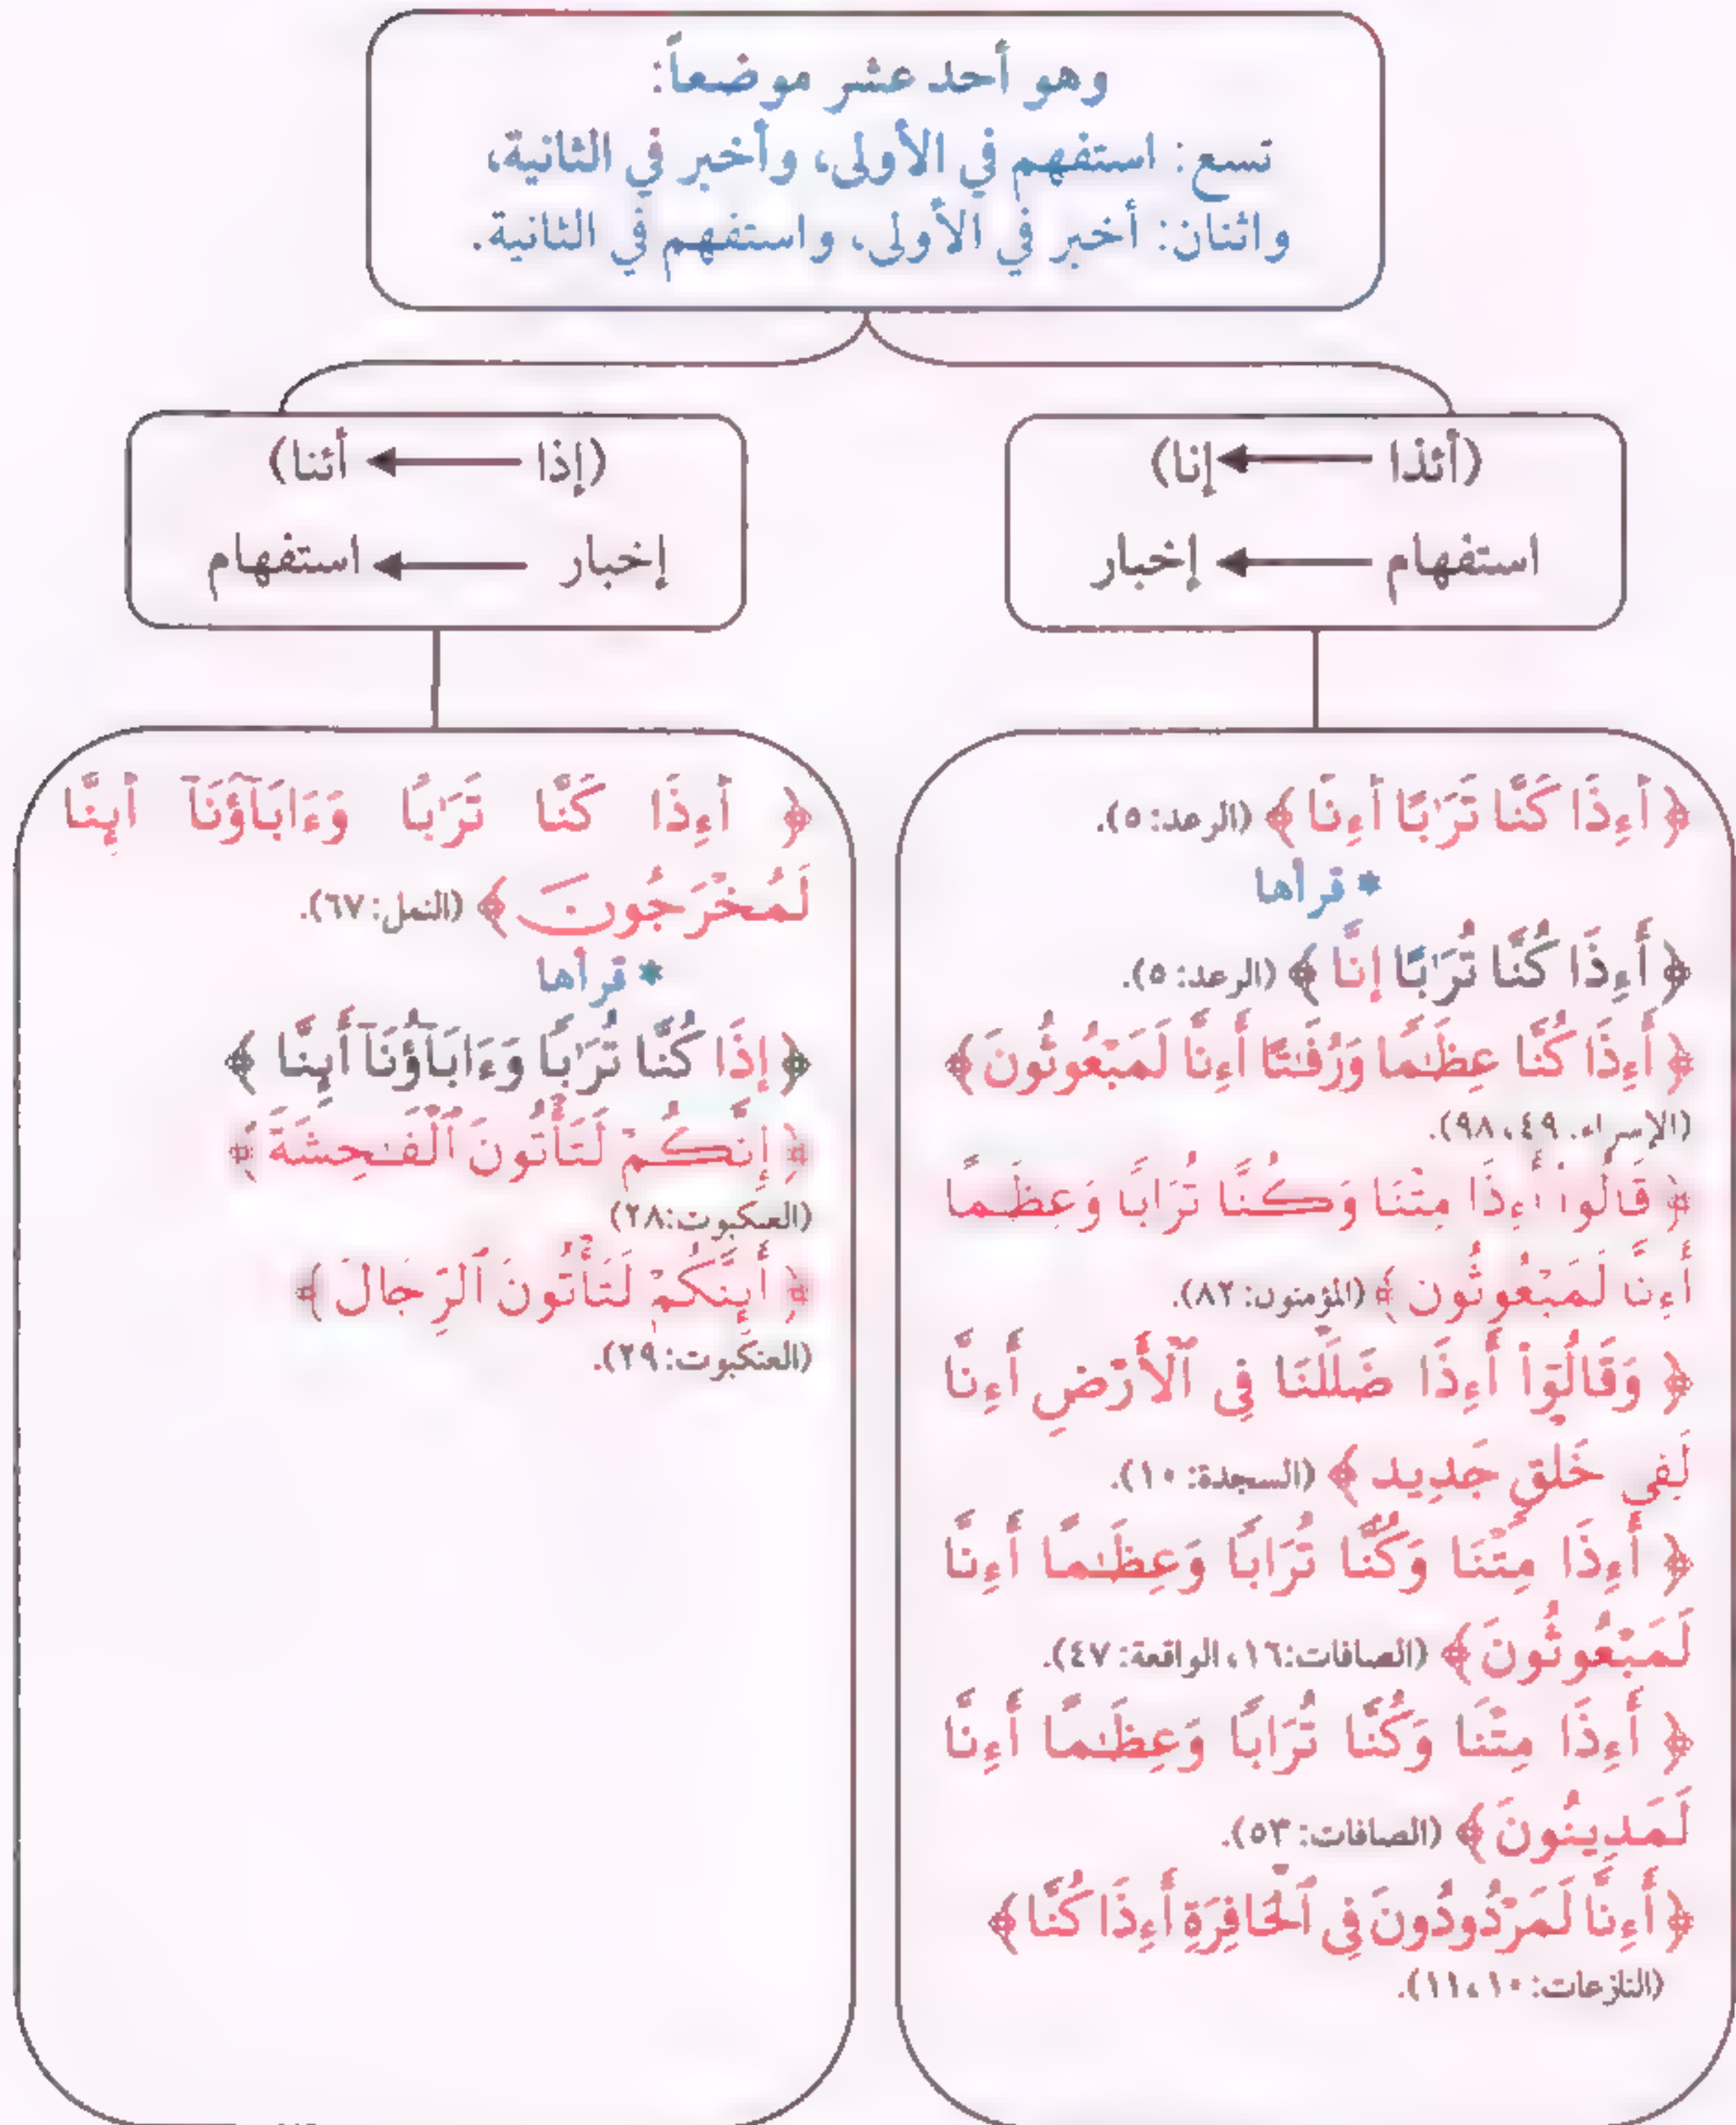 وهو أحد عشر موضعاً:
تسع: استفهم في الأولى، وأخبر في الثانية،
واثنان: أخبر في الأولى، واستفهم في الثانية.
(أئذا ← إنا)
استفهام ← إخبار
﴿ أَءِذَا كُنَّا تُرَٰبًا أَءِنَّا ﴾ (الرعد: ٥).
* قرأها
﴿ أَءِذَا كُنَّا تُرَٰبًا إنَّا ﴾ (الرعد: ٥).
﴿ أَءِذَا كُنَّا عِظَٰمًا وَرُفَٰتًا أَءِنَّا لَمَبْعُوثُونَ ﴾
(الإسراء: ٤٩، ٩٨).
﴿ قَالُوٓا۟ أَءِذَا مِتْنَا وَكُنَّا تُرَابًا وَعِظَٰمًا
أَءِنَّا لَمَبْعُوثُون ﴾ (المؤمنون: ٨٢).
﴿ وَقَالُوٓا۟ أَءِذَا ضَلَلْنَا فِى ٱلْأَرْضِ أَءِنَّا
لَفِى خَلْقٍ جَدِيد ﴾ (السجدة: ١٠).
﴿ أَءِذَا مِتْنَا وَكُنَّا تُرَابًا وَعِظَٰمًا أَءِنَّا
لَمَبْعُوثُونَ ﴾ (الصافات: ١٦، الواقعة: ٤٧).
﴿ أَءِذَا مِتْنَا وَكُنَّا تُرَابًا وَعِظَٰمًا أَءِنَّا
لَمَدِينُونَ ﴾ (الصافات: ٥٣).
﴿ أَءِنَّا لَمَرْدُودُونَ فِى ٱلْحَافِرَةِ أَءِذَا كُنَّا ﴾
(النازعات: ١٠، ١١).
(إذا ← أئنا)
إخبار ← استفهام
﴿ أَءِذَا كُنَّا تُرَٰبًا وَءَابَآؤُنَآ أَئِنَّا
لَمُخْرَجُونَ ﴾ (النمل: ٦٧).
* قرأها
﴿ إذَا كُنَّا تُرَٰبًا وَءَابَآؤُنَآ أَئِنَّا ﴾
﴿ إِنَّكُمْ لَتَأْتُونَ ٱلْفَٰحِشَةَ ﴾
(العنكبوت: ٢٨)
﴿ أَئِنَّكُمْ لَتَأْتُونَ ٱلرِّجَالَ ﴾
(العنكبوت: ٢٩).